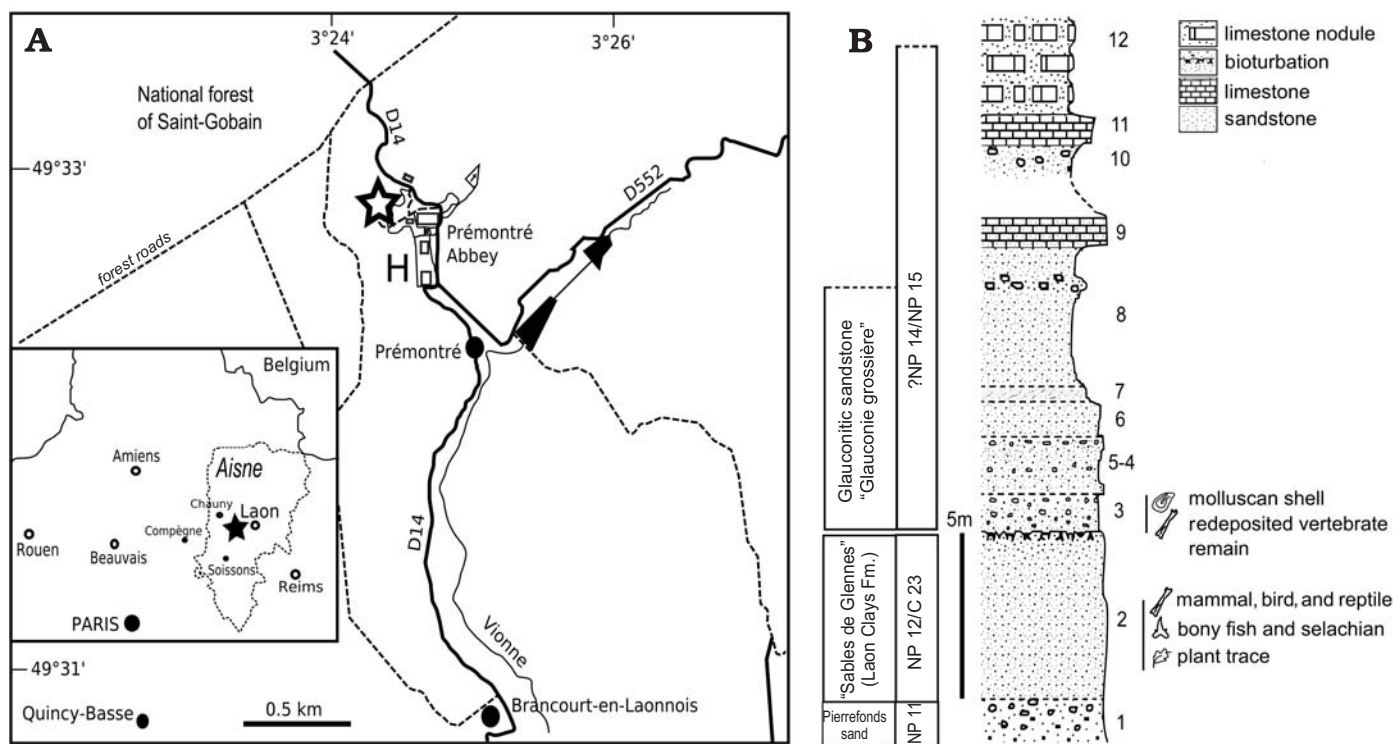 A
3°24'
3°26'
National forest
of Saint-Gobain
D14
49°33'
D552
Prémontré
Abbey
forest roads
H
Prémontré
Belgium
Amiens
Aisne
Chauny
Laon
Compègne
Rouen
Beauvais
Soissons
Reims
PARIS
D14
Vionne
49°31'
Quincy-Basse
0.5 km
Brancourt-en-Laonnois
B
Glauconitic sandstone
“Glauconie grossière”
?NP 14/NP 15
“Sables de Glennes”
(Laon Clays Fm.)
NP 12/C 23
Pierrefonds
sand
NP 11
5m
12
11
10
9
8
7
6
5-4
3
2
1
limestone nodule
bioturbation
limestone
sandstone
molluscan shell
redeposited vertebrate
remain
mammal, bird, and reptile
bony fish and selachian
plant trace